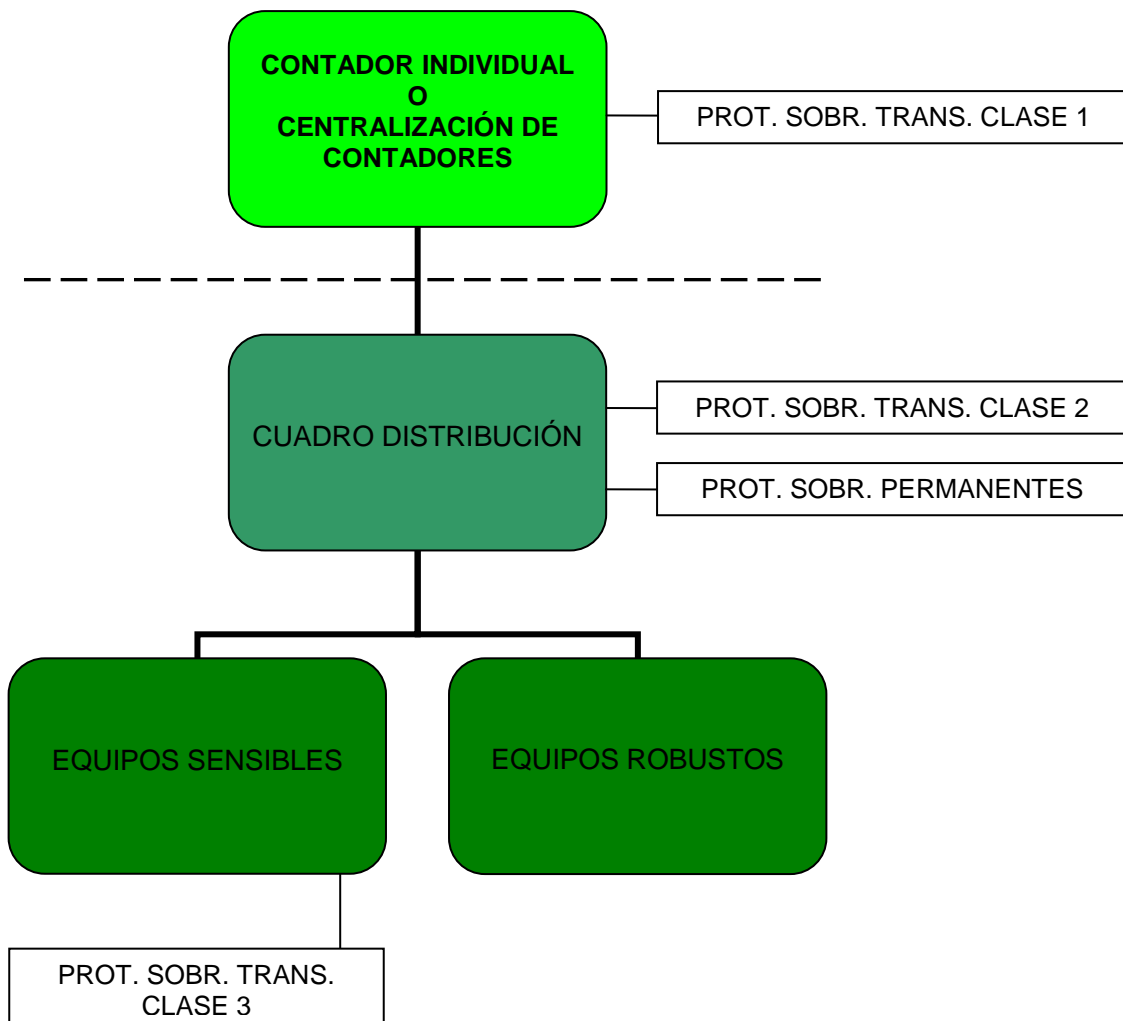 CONTADOR INDIVIDUAL
O
CENTRALIZACIÓN DE
CONTADORES
PROT. SOBR. TRANS. CLASE 1
CUADRO DISTRIBUCIÓN
PROT. SOBR. TRANS. CLASE 2
PROT. SOBR. PERMANENTES
EQUIPOS SENSIBLES
EQUIPOS ROBUSTOS
PROT. SOBR. TRANS.
CLASE 3